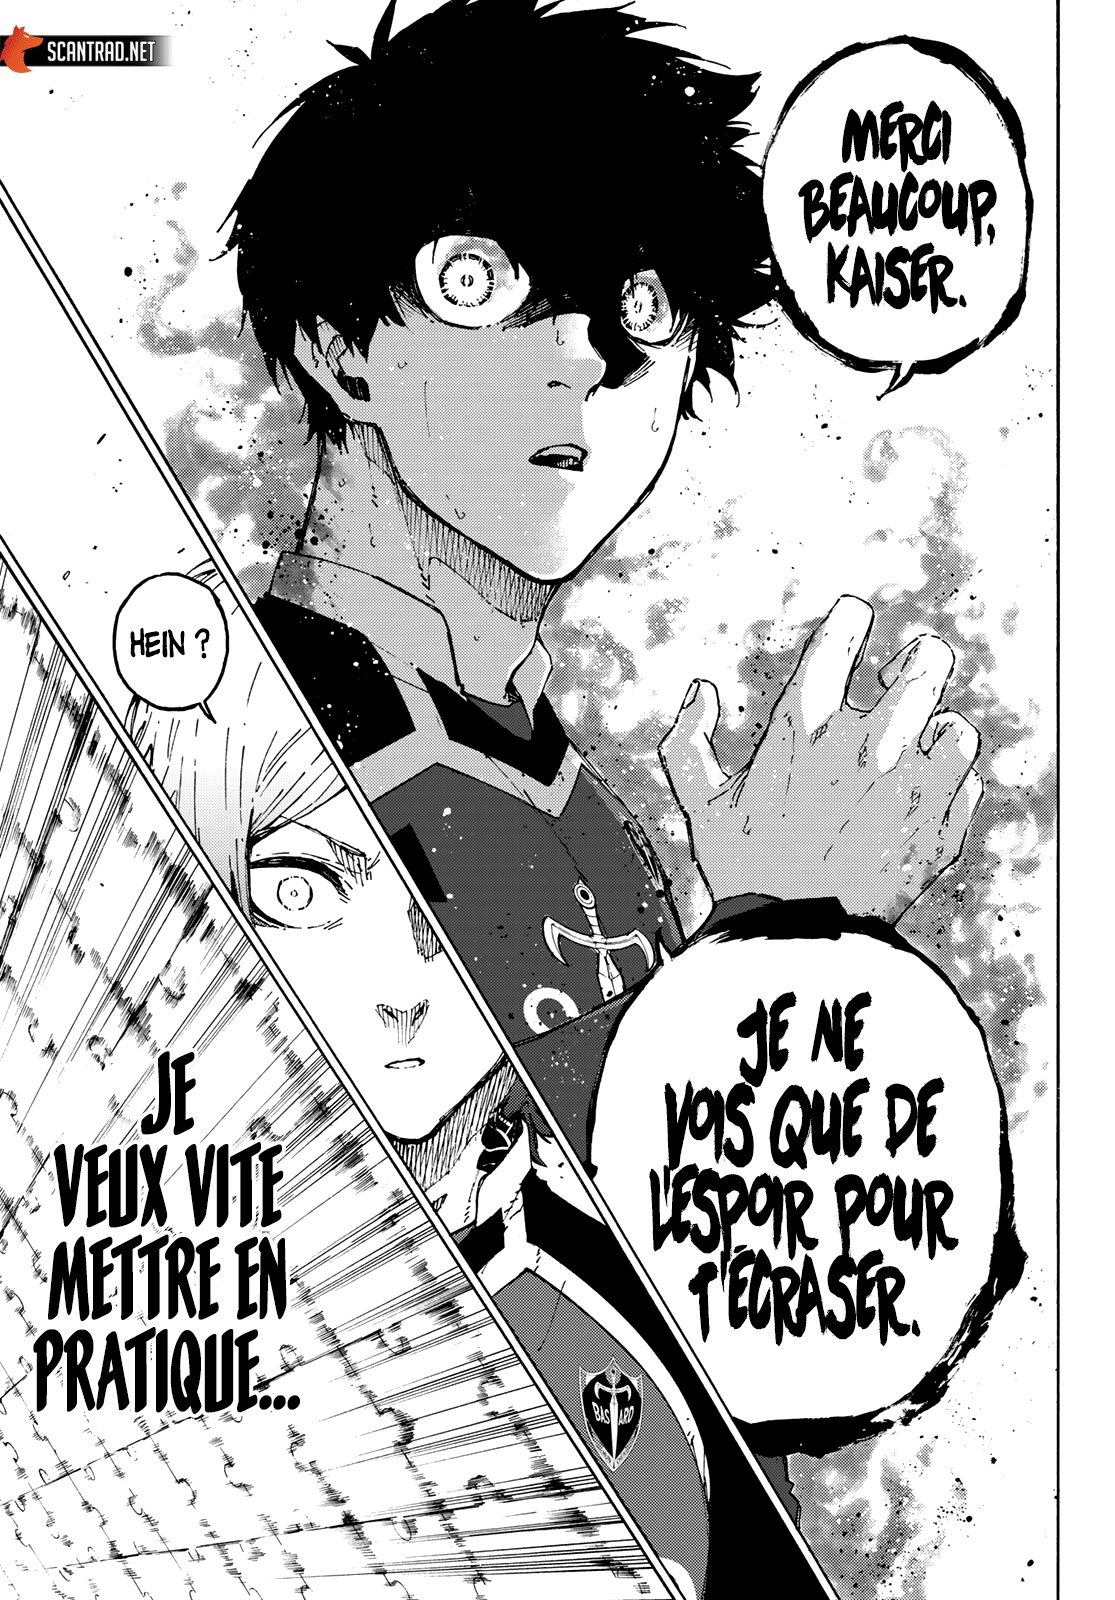 SCANTRAD.NET
MERCI
BEAUCOUP,
KAISER.
HEIN ?
JE NE
VOIS QUE DE
L'ESPOIR POUR
T'ÉCRASER.
JE
VEUX VITE
METTRE EN
PRATIQUE...
BASTARD